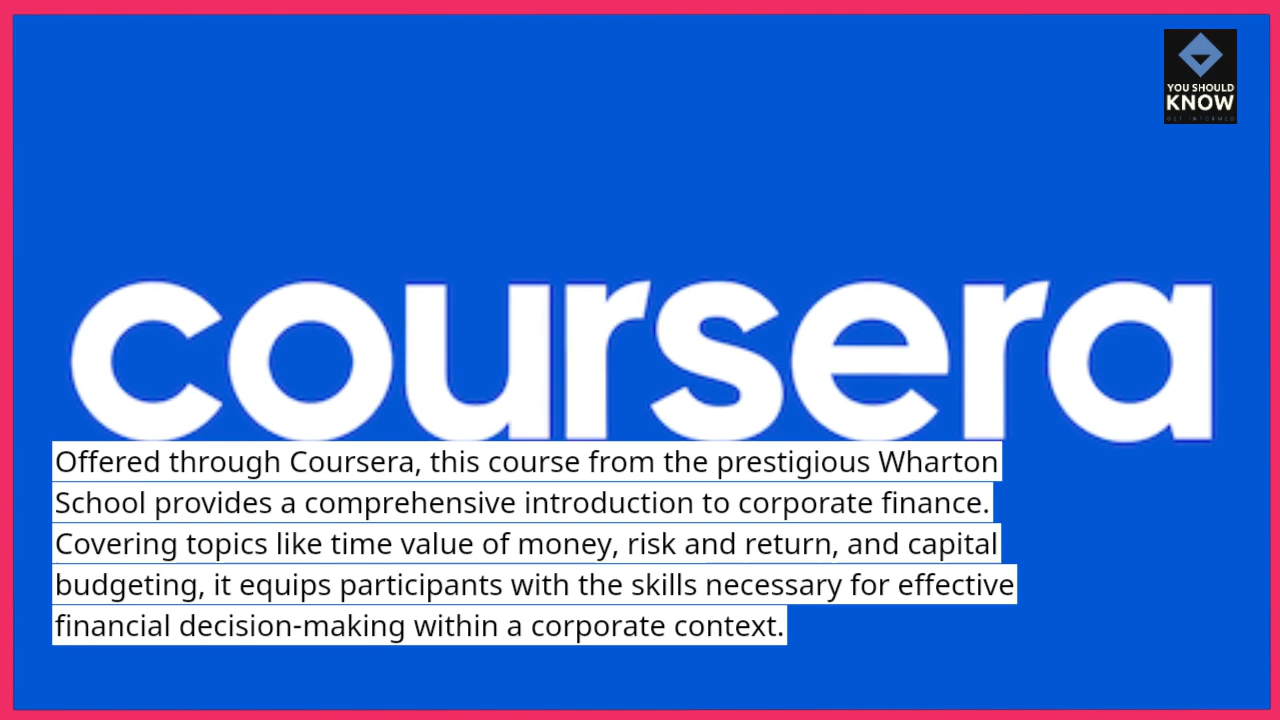 YOU SHOULD
KNOW
GET INFORMED
coursera
Offered through Coursera, this course from the prestigious Wharton
School provides a comprehensive introduction to corporate finance.
Covering topics like time value of money, risk and return, and capital
budgeting, it equips participants with the skills necessary for effective
financial decision-making within a corporate context.